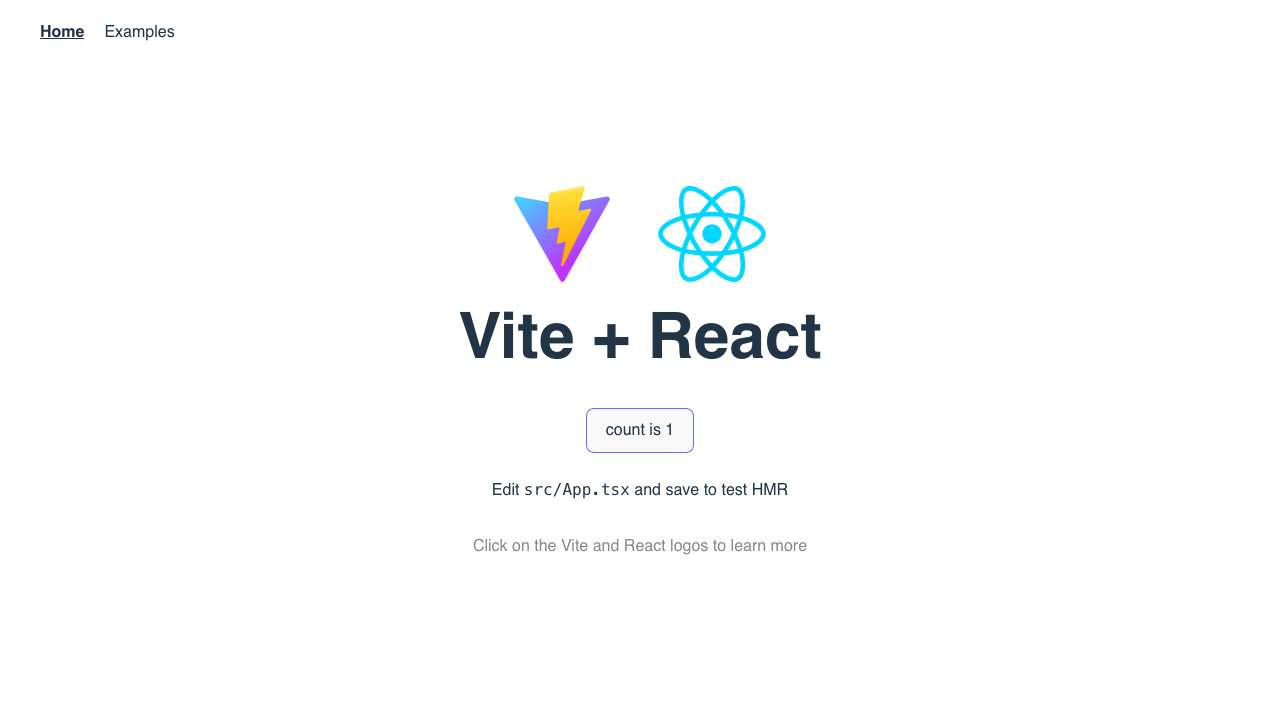 Home Examples
Vite + React
count is 1
Edit src/App.tsx and save to test HMR
Click on the Vite and React logos to learn more